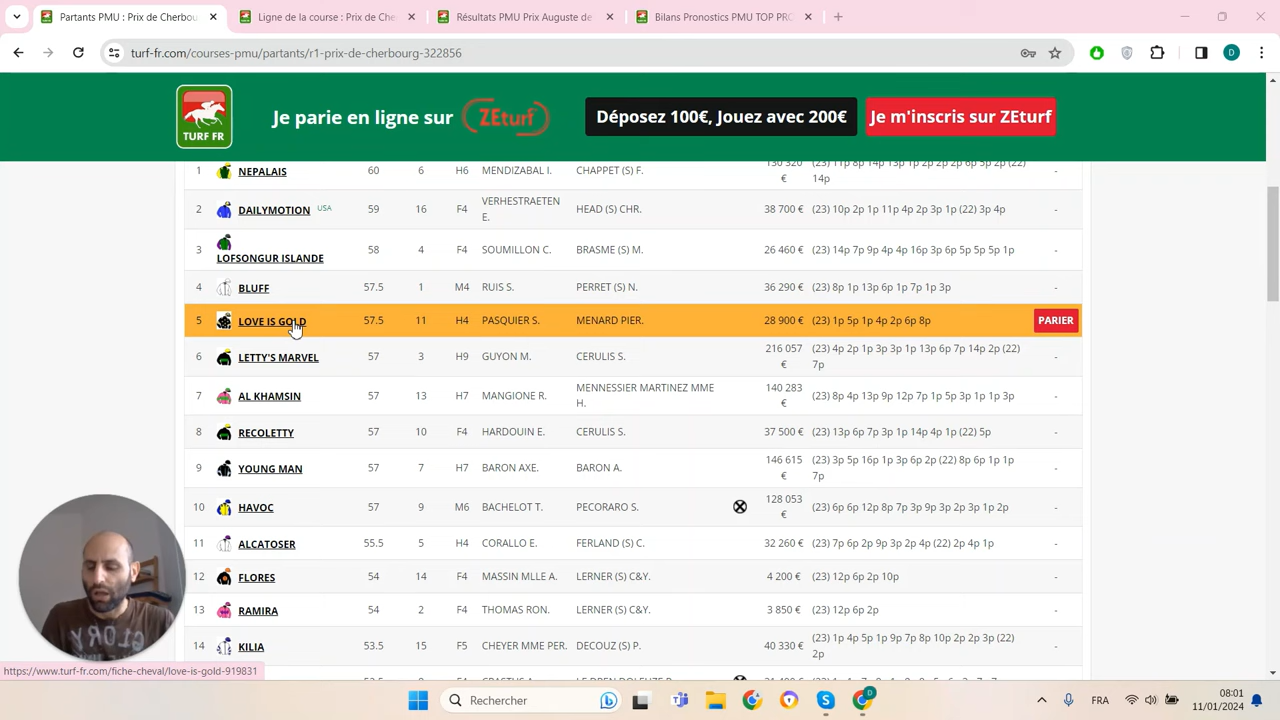 Partants PMU : Prix de Cherbou
Ligne de la course : Prix de Che
Résultats PMU Prix Auguste de
Bilans Pronostics PMU TOP PRO
turf-fr.com/courses-pmu/partants/r1-prix-de-cherbourg-322856
D
TURF FR
Je parie en ligne sur ZEturf
Déposez 100€, Jouez avec 200€
Je m'inscris sur ZEturf
1 NEPALAIS 60 6 H6 MENDIZABAL I. CHAPPET (S) F. 130 320 € (23) 11p 8p 14p 13p 1p 2p 2p 6p 5p (22) 14p -
2 DAILYMOTION USA 59 16 F4 VERHESTRAETEN E. HEAD (S) CHR. 38 700 € (23) 10p 2p 1p 11p 4p 2p 3p 1p (22) 3p 4p -
3 LOFSONGUR ISLANDE 58 4 F4 SOUMILLON C. BRASME (S) M. 26 460 € (23) 14p 7p 9p 4p 4p 16p 3p 6p 5p 5p 5p 1p -
4 BLUFF 57.5 1 M4 RUIS S. PERRET (S) N. 36 290 € (23) 8p 1p 13p 6p 1p 7p 1p 3p -
5 LOVE IS GOLD 57.5 11 H4 PASQUIER S. MENARD PIER. 28 900 € (23) 1p 5p 1p 4p 2p 6p 8p PARIER
6 LETTY'S MARVEL 57 3 H9 GUYON M. CERULIS S. 216 057 € (23) 4p 2p 1p 3p 3p 1p 13p 6p 7p 14p 2p (22) 7p -
7 AL KHAMSIN 57 13 H7 MANGIONE R. MENNESSIER MARTINEZ MME H. 140 283 € (23) 8p 4p 13p 9p 12p 7p 1p 5p 3p 1p 1p 3p -
8 RECOLETTY 57 10 F4 HARDOUIN E. CERULIS S. 37 500 € (23) 13p 6p 7p 3p 1p 14p 4p 1p (22) 5p -
9 YOUNG MAN 57 7 H7 BARON AXE. BARON A. 146 615 € (23) 3p 5p 16p 1p 3p 6p 2p (22) 8p 6p 1p 1p 7p -
10 HAVOC 57 9 M6 BACHELOT T. PECORARO S. 128 053 € (23) 6p 6p 12p 8p 7p 3p 9p 3p 2p 3p 1p 2p -
11 ALCATOSER 55.5 5 H4 CORALLO E. FERLAND (S) C. 32 260 € (23) 7p 6p 2p 9p 3p 2p 4p (22) 2p 4p 1p -
12 FLORES 54 14 F4 MASSIN MLLE A. LERNER (S) C&Y. 4 200 € (23) 12p 6p 2p 10p -
13 RAMIRA 54 2 F4 THOMAS RON. LERNER (S) C&Y. 3 850 € (23) 12p 6p 2p -
14 KILIA 53.5 15 F5 CHEYER MME PER. DECOUZ (S) P. 40 330 € (23) 1p 4p 5p 1p 9p 7p 8p 10p 2p 2p 3p (22) 2p -
GLORY
https://www.turf-fr.com/fiche-cheval/love-is-gold-919831
Rechercher
FRA
08:01
11/01/2024